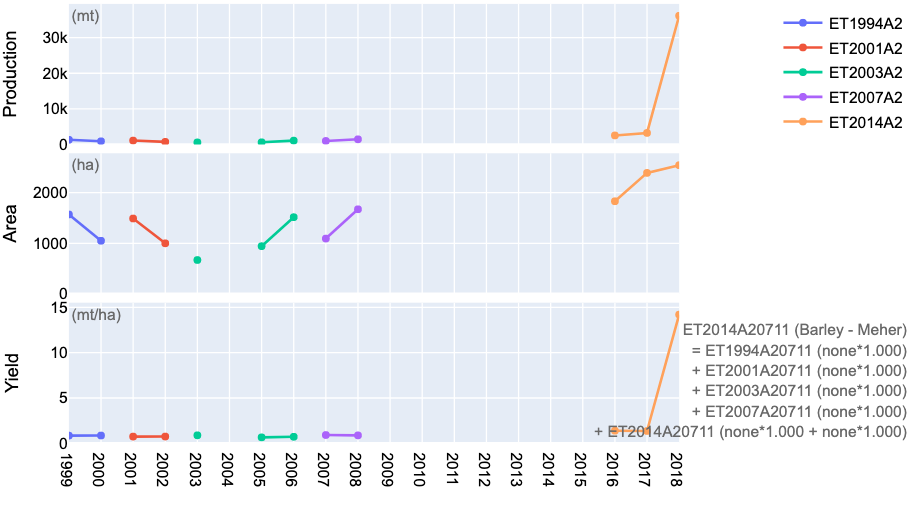 Production
(mt)
30k
20k
10k
0
Area
(ha)
2000
1000
0
Yield
(mt/ha)
15
10
5
0
1999
2000
2001
2002
2003
2004
2005
2006
2007
2008
2009
2010
2011
2012
2013
2014
2015
2016
2017
2018
ET1994A2
ET2001A2
ET2003A2
ET2007A2
ET2014A2
ET2014A20711 (Barley - Meher)
= ET1994A20711 (none*1.000)
+ ET2001A20711 (none*1.000)
+ ET2003A20711 (none*1.000)
+ ET2007A20711 (none*1.000)
+ ET2014A20711 (none*1.000 + none*1.000)